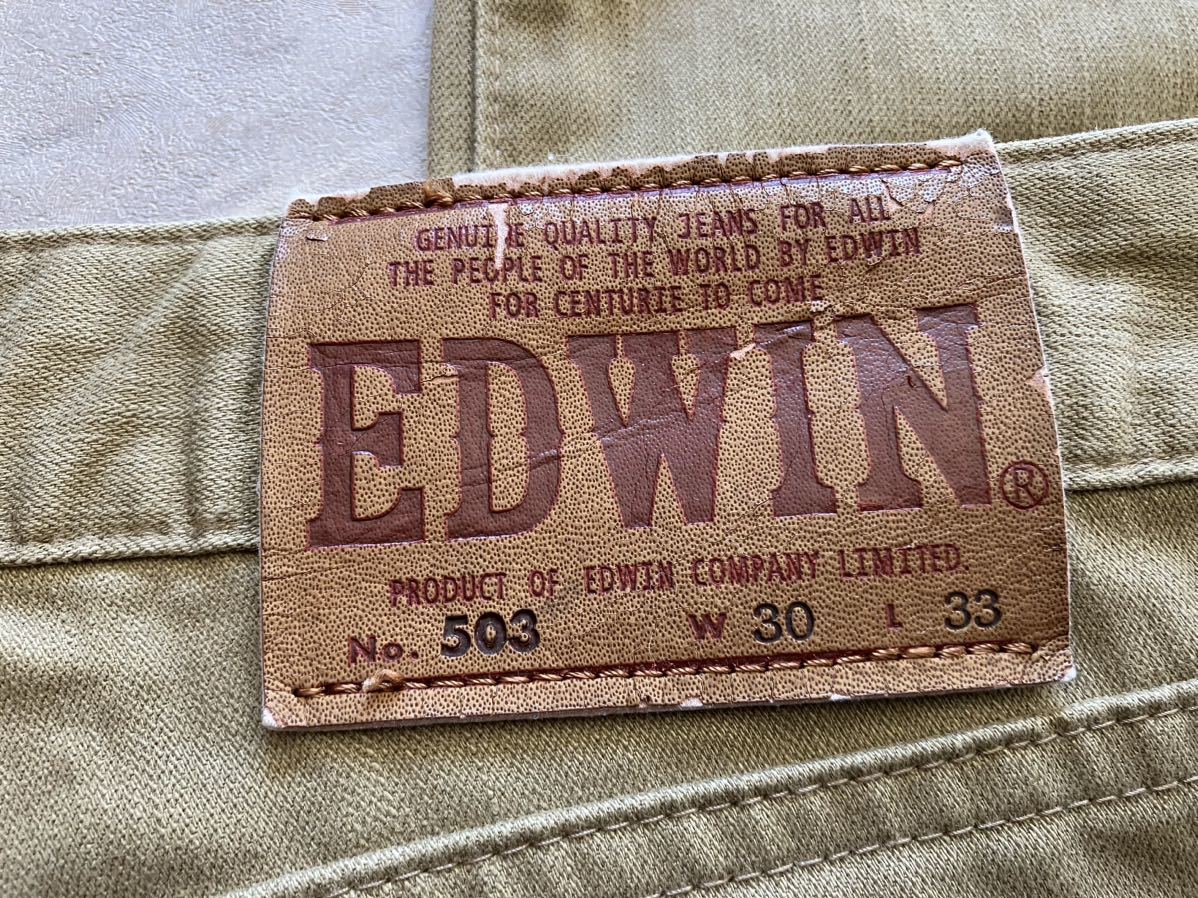 GENUINE QUALITY JEANS FOR ALL
THE PEOPLE OF THE WORLD BY EDWIN
FOR CENTURIE TO COME
EDWIN®
PRODUCT OF EDWIN COMPANY LIMITED.
No. 503 W 30 L 33